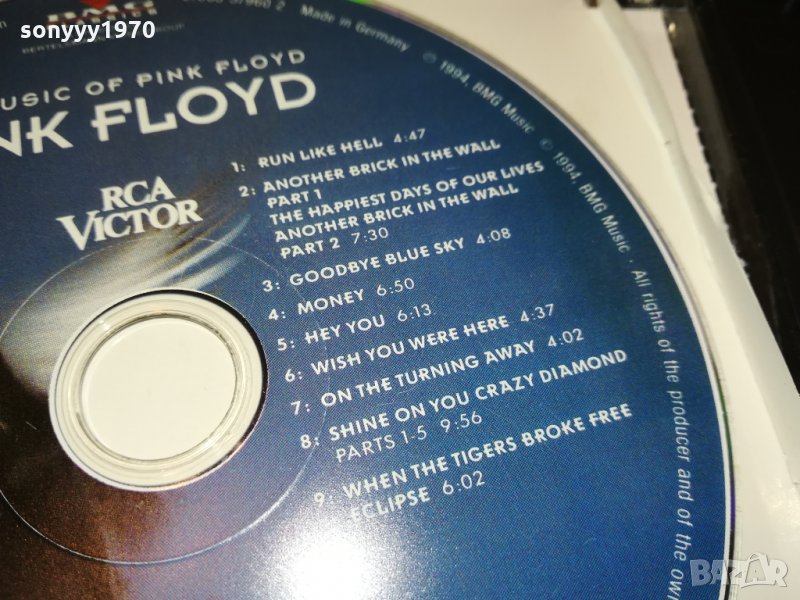 sonyyy1970
BMG
Made in Germany
© 1994, BMG Music · © 1994, BMG Music · All rights of the producer and of the own
MUSIC OF PINK FLOYD
NK FLOYD
RCA
VICTOR
1: RUN LIKE HELL 4:47
2: ANOTHER BRICK IN THE WALL
PART 1
THE HAPPIEST DAYS OF OUR LIVES
ANOTHER BRICK IN THE WALL
PART 2 7:30
3: GOODBYE BLUE SKY 4:08
4: MONEY 6:50
5: HEY YOU 6:13
6: WISH YOU WERE HERE 4:37
7: ON THE TURNING AWAY 4:02
8: SHINE ON YOU CRAZY DIAMOND
PARTS 1-5 9:56
9: WHEN THE TIGERS BROKE FREE
ECLIPSE 6:02
BAZAR